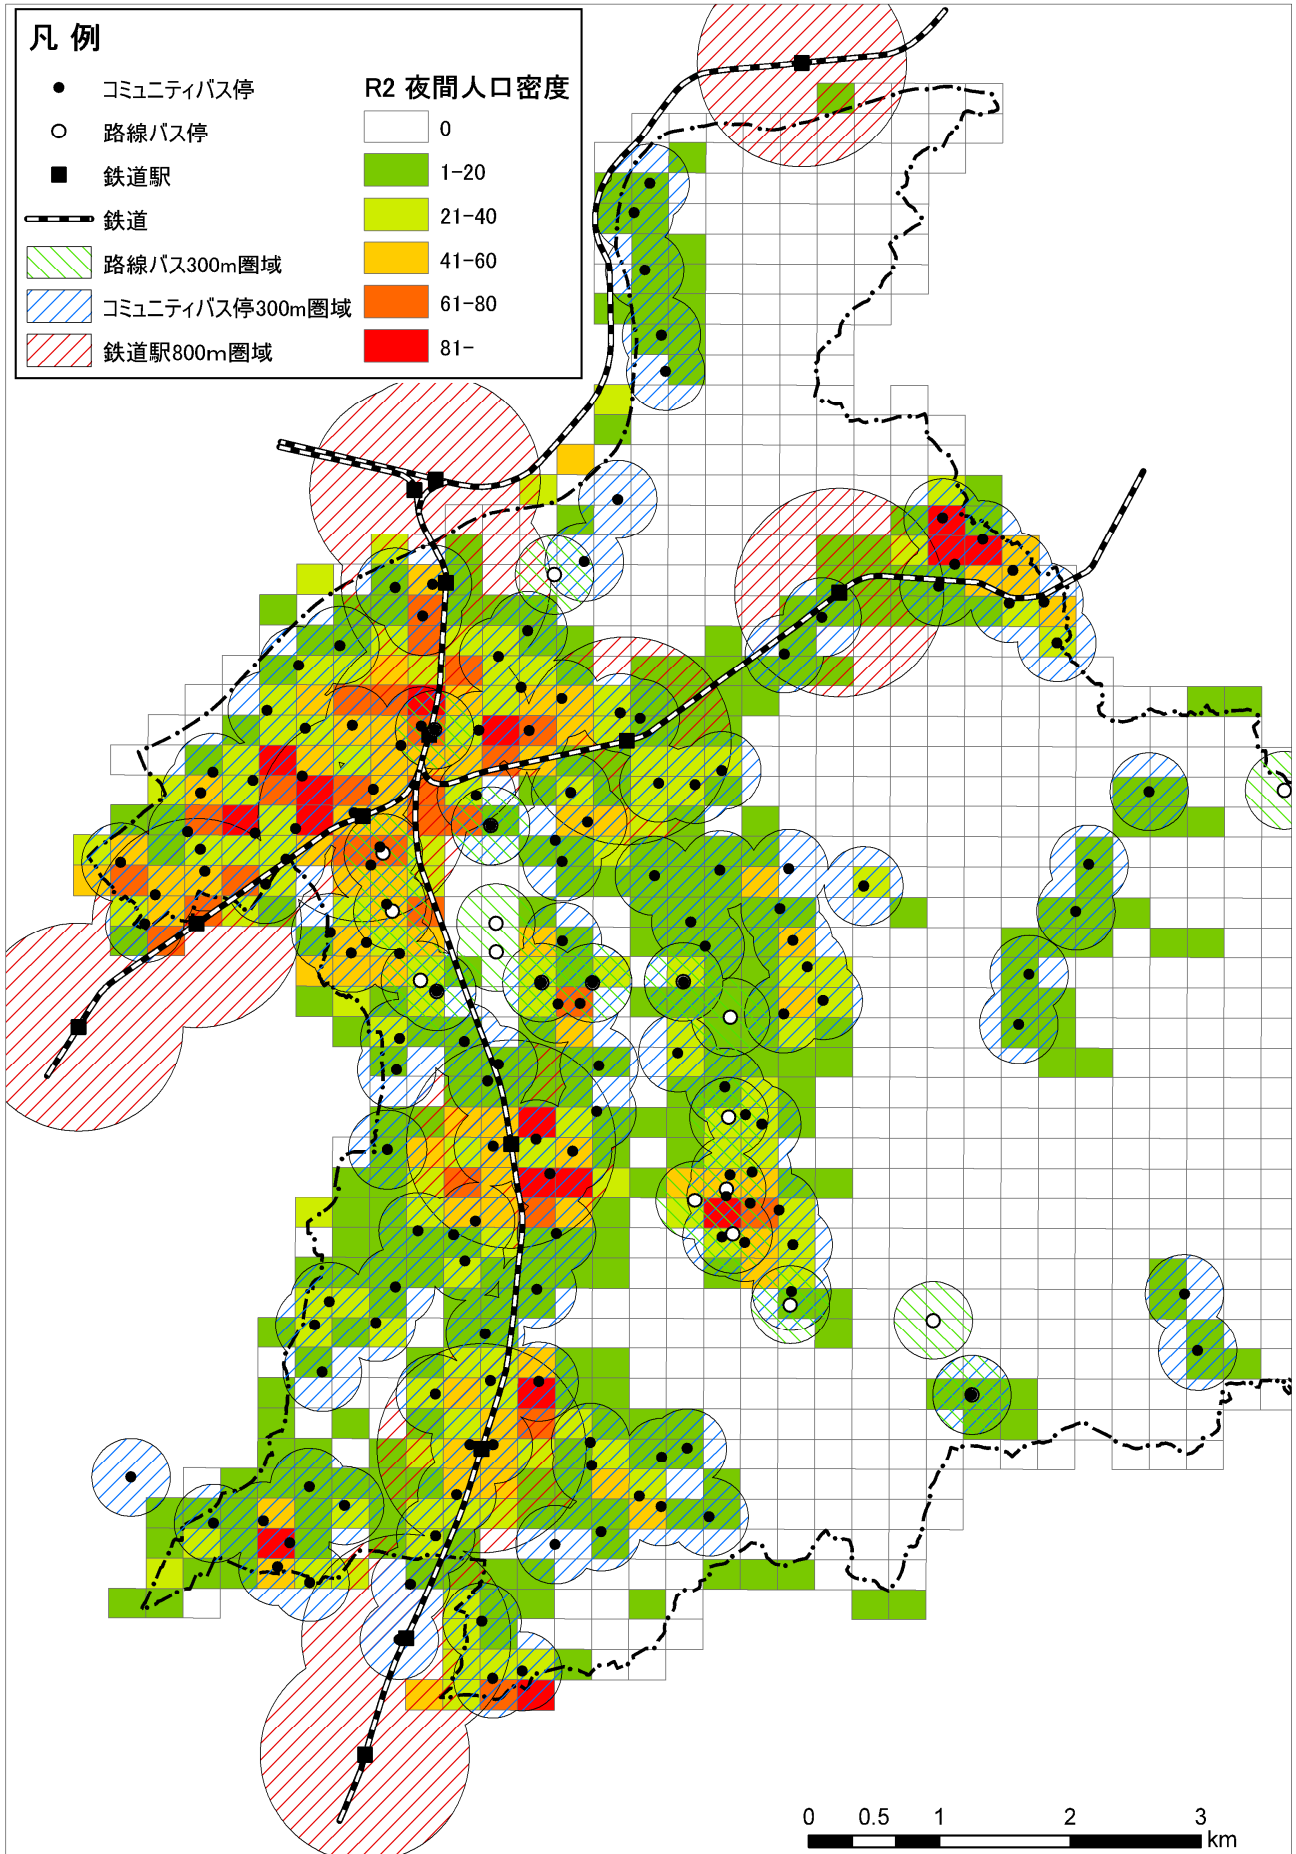 凡 例
コミュニティバス停
路線バス停
鉄道駅
鉄道
路線バス300m圏域
コミュニティバス停300m圏域
鉄道駅800m圏域
R2 夜間人口密度
0
1-20
21-40
41-60
61-80
81-
0 0.5 1 2 3
km